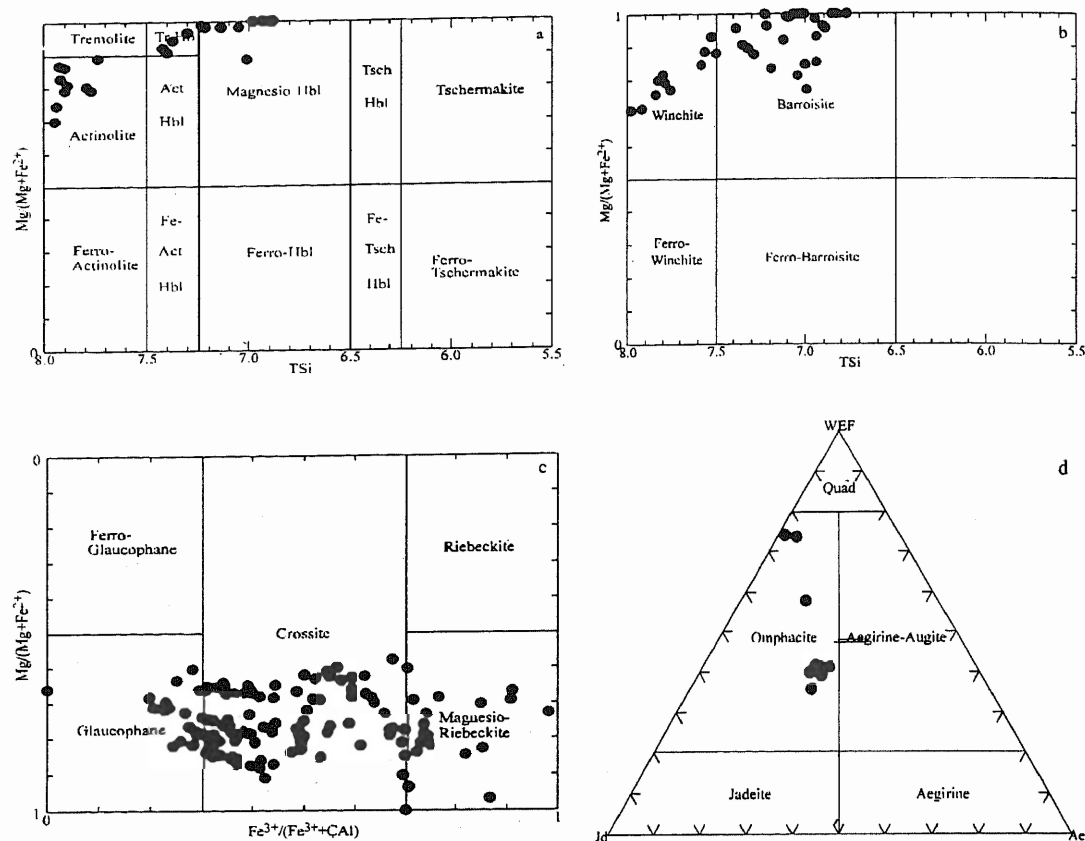 a
Tremolite
Tr Hb
Act
Hbl
Magnesio Hbl
Tsch
Hbl
Tschermakite
Actinolite
Fe-
Act
Hbl
Ferro-
Actinolite
Ferro-Hbl
Fe-
Tsch
Hbl
Ferro-
Tschermakite
Mg/(Mg+Fe2+)
0
8.0
7.5
7.0
6.5
6.0
5.5
TSi
b
1
Winchite
Barroisite
Ferro-
Winchite
Ferro-Barroisite
Mg/(Mg+Fe2+)
0
8.0
7.5
7.0
6.5
6.0
5.5
TSi
c
0
Ferro-
Glaucophane
Riebeckite
Crossite
Glaucophane
Magnesio-
Riebeckite
Mg/(Mg+Fe2+)
1
0
1
Fe3+/(Fe3++CAl)
d
WEF
Quad
Omphacite
Aegirine-Augite
Jadeite
Aegirine
Jd
Ae